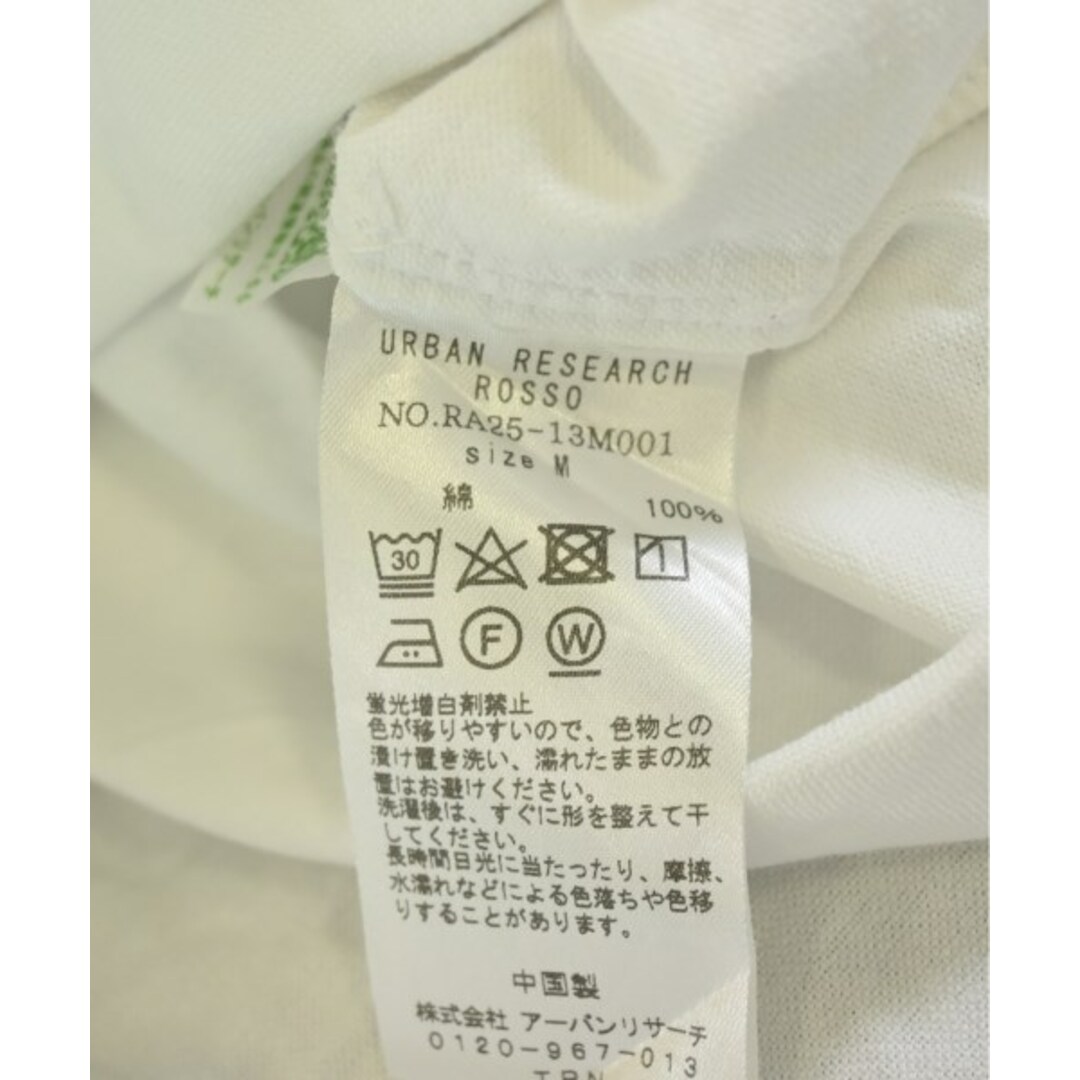 URBAN RESEARCH
ROSSO
NO.RA25-13M001
size M
綿 100%
30
1
F W
蛍光増白剤禁止
色が移りやすいので、色物との
漬け置き洗い、濡れたままの放
置はお避けください。
洗濯後は、すぐに形を整えて干
してください。
長時間日光に当たったり、摩擦、
水濡れなどによる色落ちや色移
りすることがあります。
中国製
株式会社 アーバンリサーチ
0120-967-013